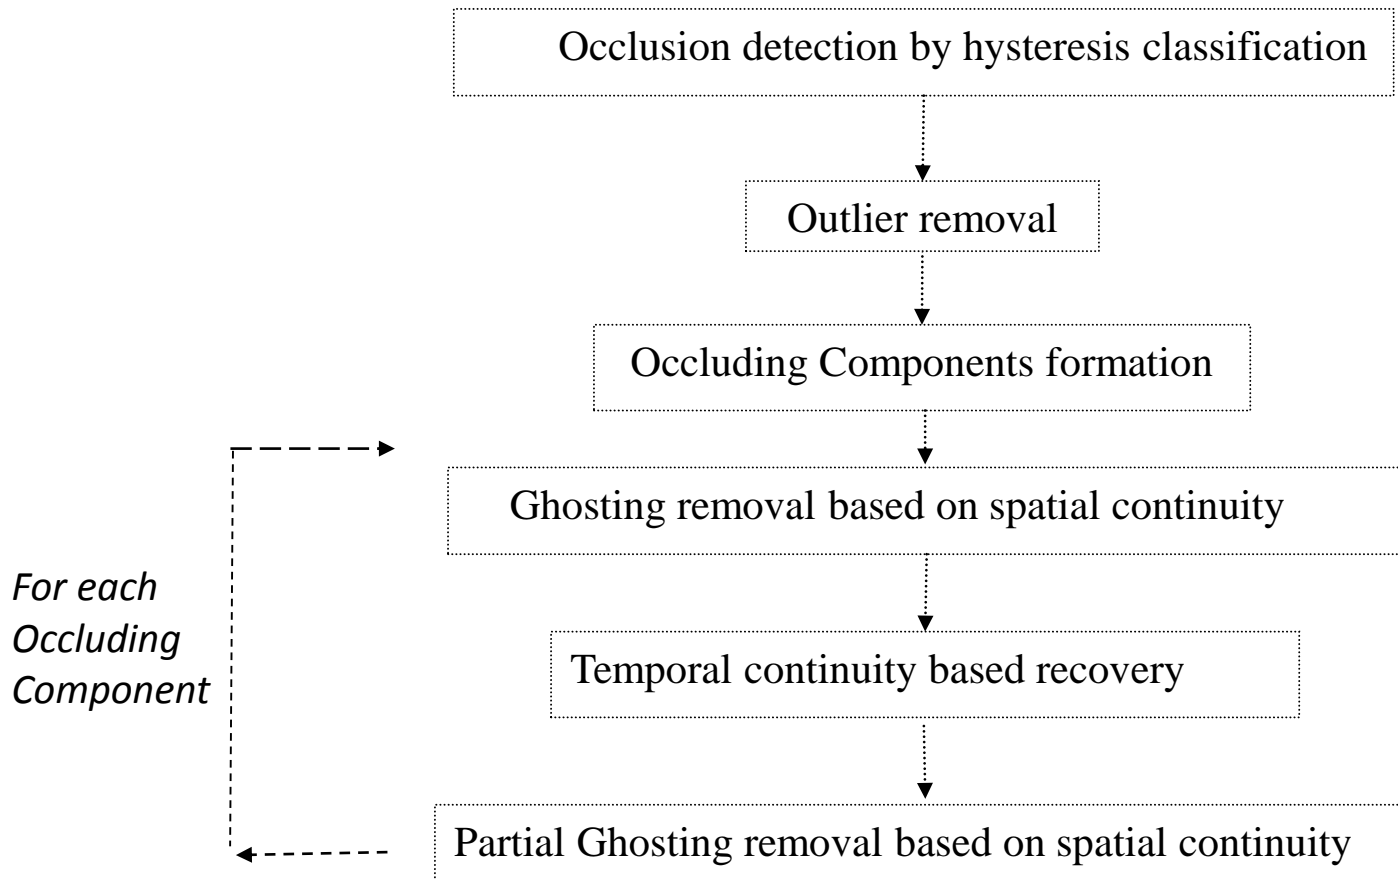 Occlusion detection by hysteresis classification
Outlier removal
Occluding Components formation
Ghosting removal based on spatial continuity
For each
Occluding
Component
Temporal continuity based recovery
Partial Ghosting removal based on spatial continuity